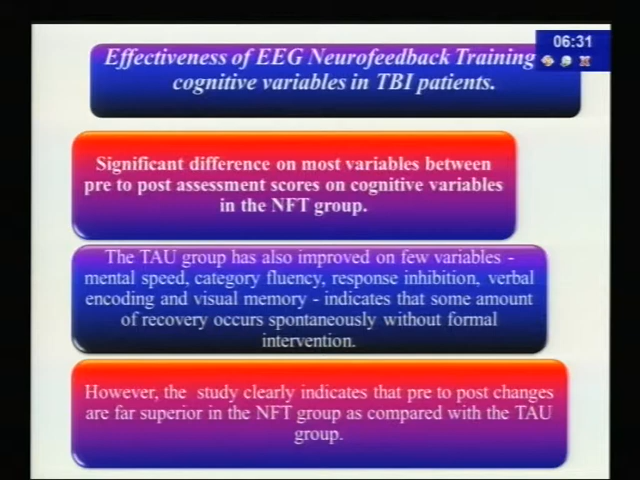 Effectiveness of EEG Neurofeedback Training
cognitive variables in TBI patients.
06:31
Significant difference on most variables between
pre to post assessment scores on cognitive variables
in the NFT group.
The TAU group has also improved on few variables -
mental speed, category fluency, response inhibition, verbal
encoding and visual memory - indicates that some amount
of recovery occurs spontaneously without formal
intervention.
However, the study clearly indicates that pre to post changes
are far superior in the NFT group as compared with the TAU
group.